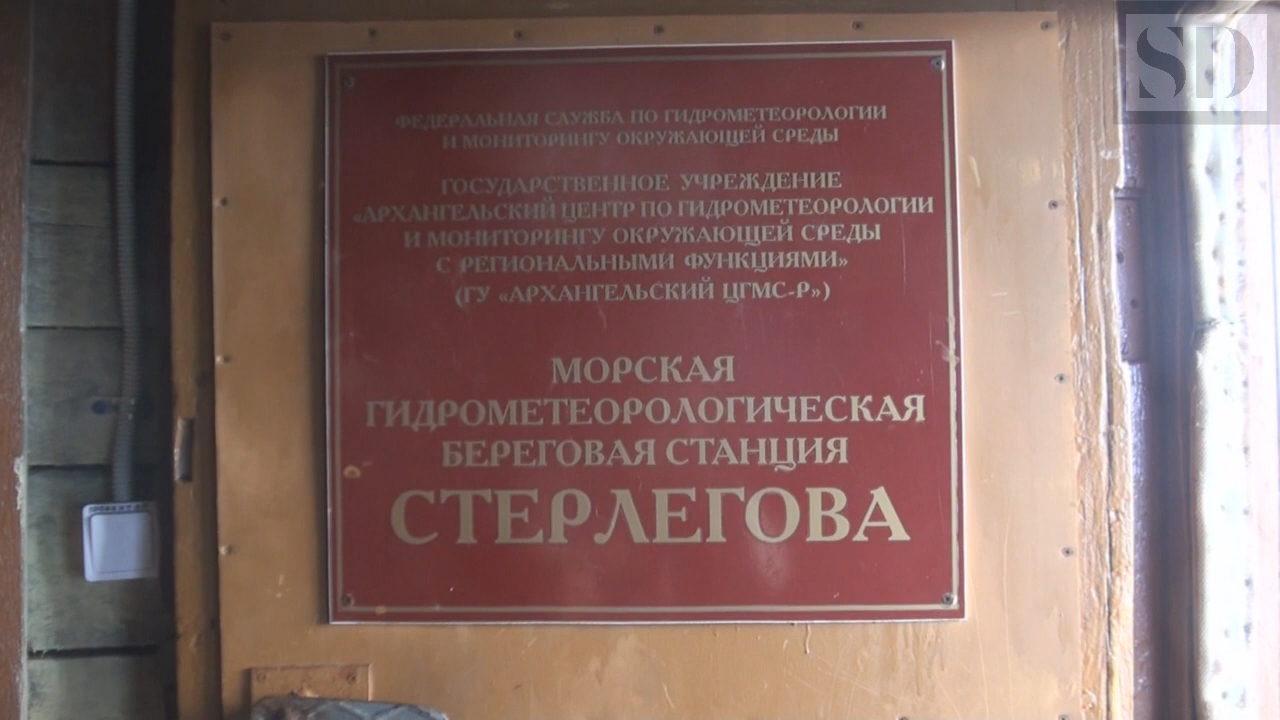 SD
ФЕДЕРАЛЬНАЯ СЛУЖБА ПО ГИДРОМЕТЕОРОЛОГИИ
И МОНИТОРИНГУ ОКРУЖАЮЩЕЙ СРЕДЫ
ГОСУДАРСТВЕННОЕ УЧРЕЖДЕНИЕ
«АРХАНГЕЛЬСКИЙ ЦЕНТР ПО ГИДРОМЕТЕОРОЛОГИИ
И МОНИТОРИНГУ ОКРУЖАЮЩЕЙ СРЕДЫ
С РЕГИОНАЛЬНЫМИ ФУНКЦИЯМИ»
(ГУ «АРХАНГЕЛЬСКИЙ ЦГМС-Р»)
МОРСКАЯ
ГИДРОМЕТЕОРОЛОГИЧЕСКАЯ
БЕРЕГОВАЯ СТАНЦИЯ
СТЕРЛЕГОВА